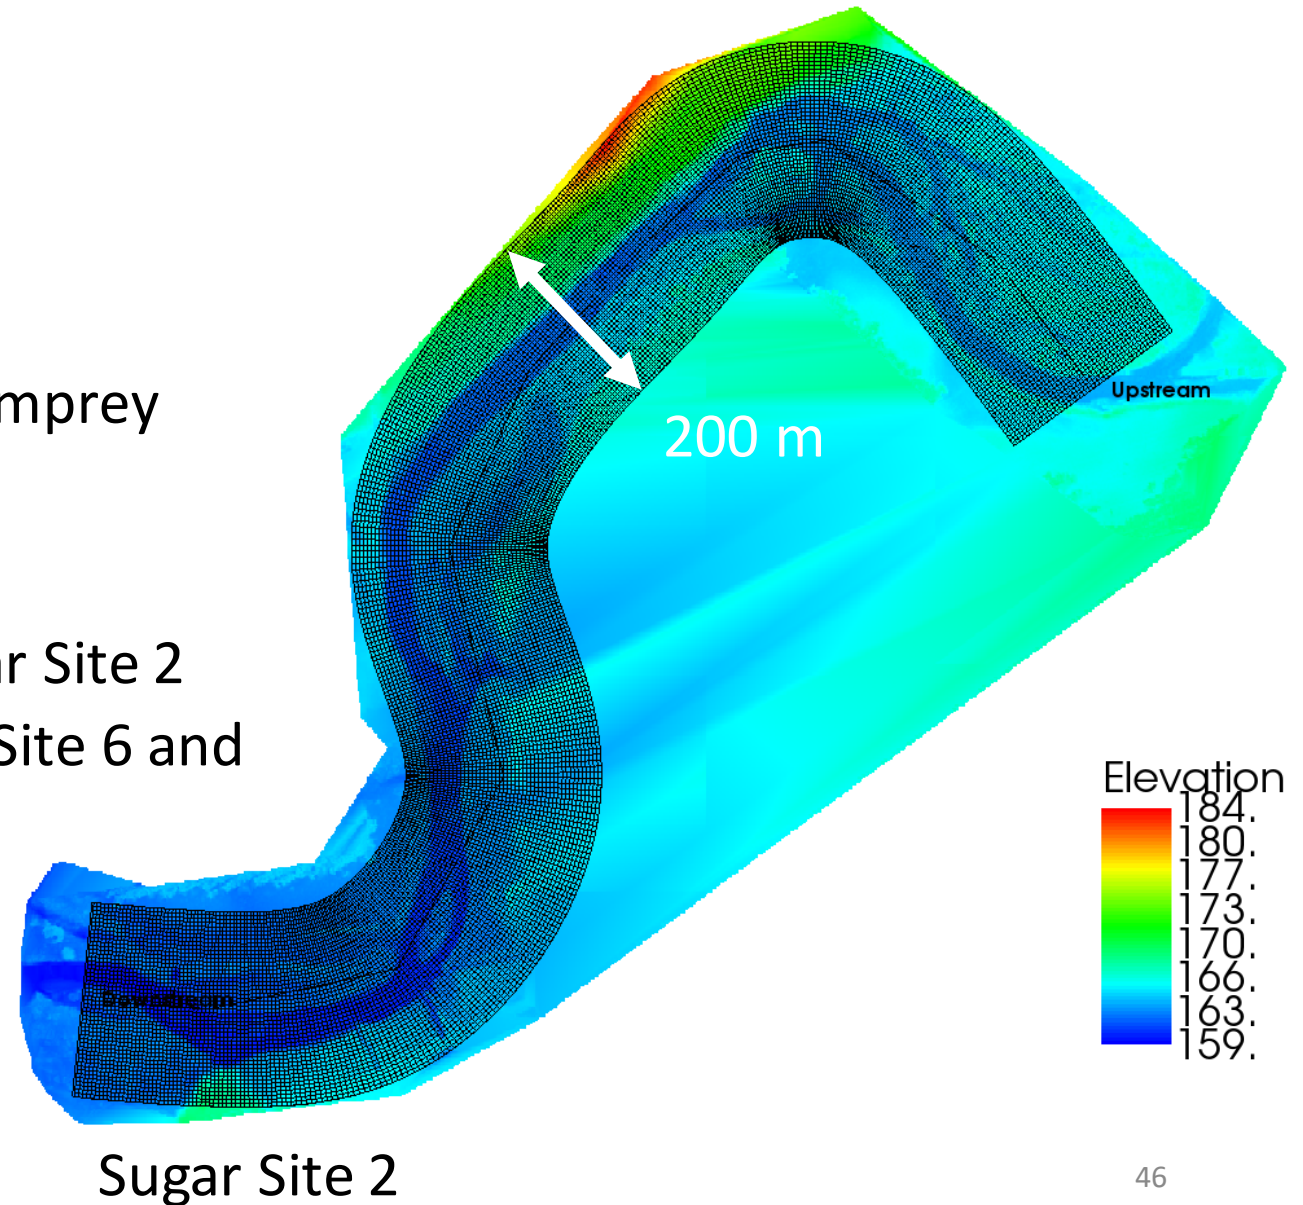 mprey
200 m
Upstream
r Site 2
Site 6 and
Elevation
184.
180.
177.
173.
170.
166.
163.
159.
Downstream
Sugar Site 2
46